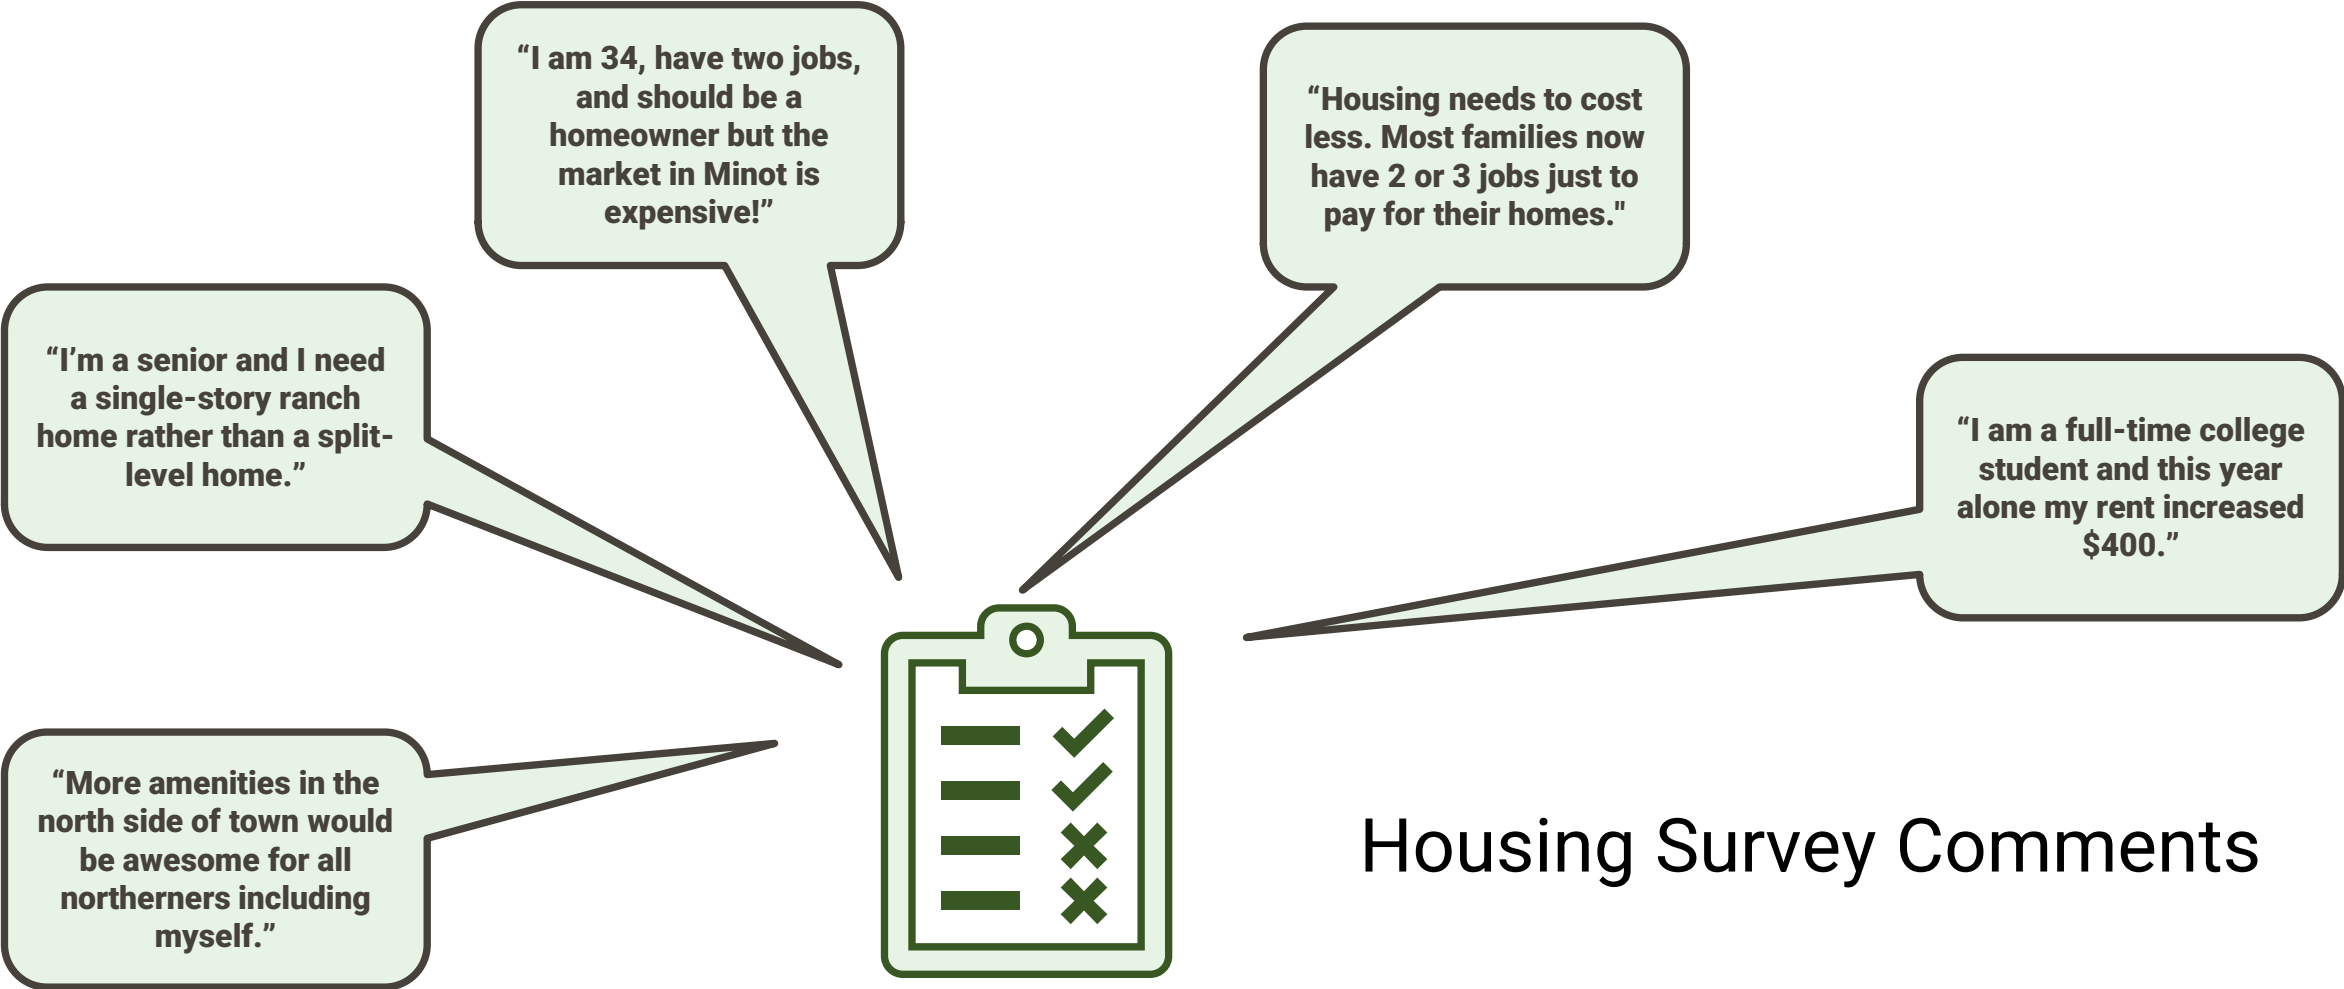 “I am 34, have two jobs,
and should be a
homeowner but the
market in Minot is
expensive!”
“Housing needs to cost
less. Most families now
have 2 or 3 jobs just to
pay for their homes."
“I’m a senior and I need
a single-story ranch
home rather than a split-
level home.”
“I am a full-time college
student and this year
alone my rent increased
$400.”
“More amenities in the
north side of town would
be awesome for all
northerners including
myself.”
Housing Survey Comments